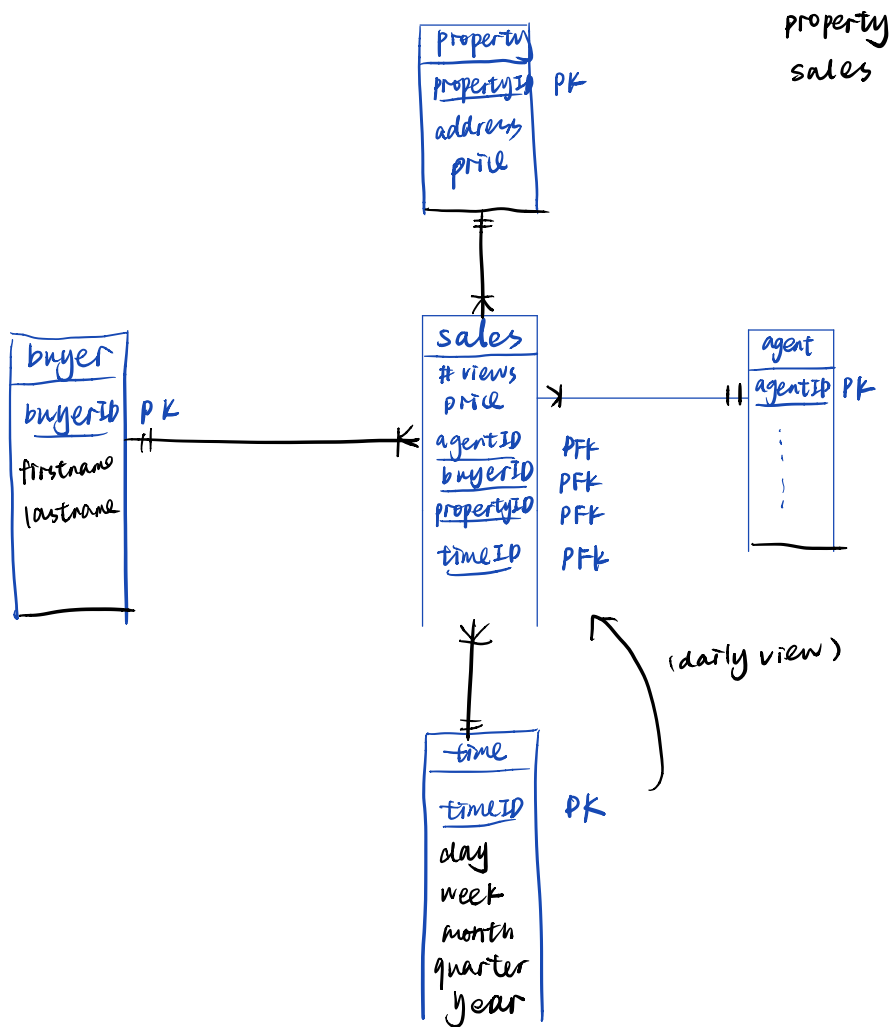 property
sales
property
propertyID PK
address
price
buyer
buyerID PK
firstname
lastname
sales
# views
price
agentID PFK
buyerID PFK
propertyID PFK
timeID PFK
agent
agentID PK
(daily view)
time
timeID PK
day
week
month
quarter
year